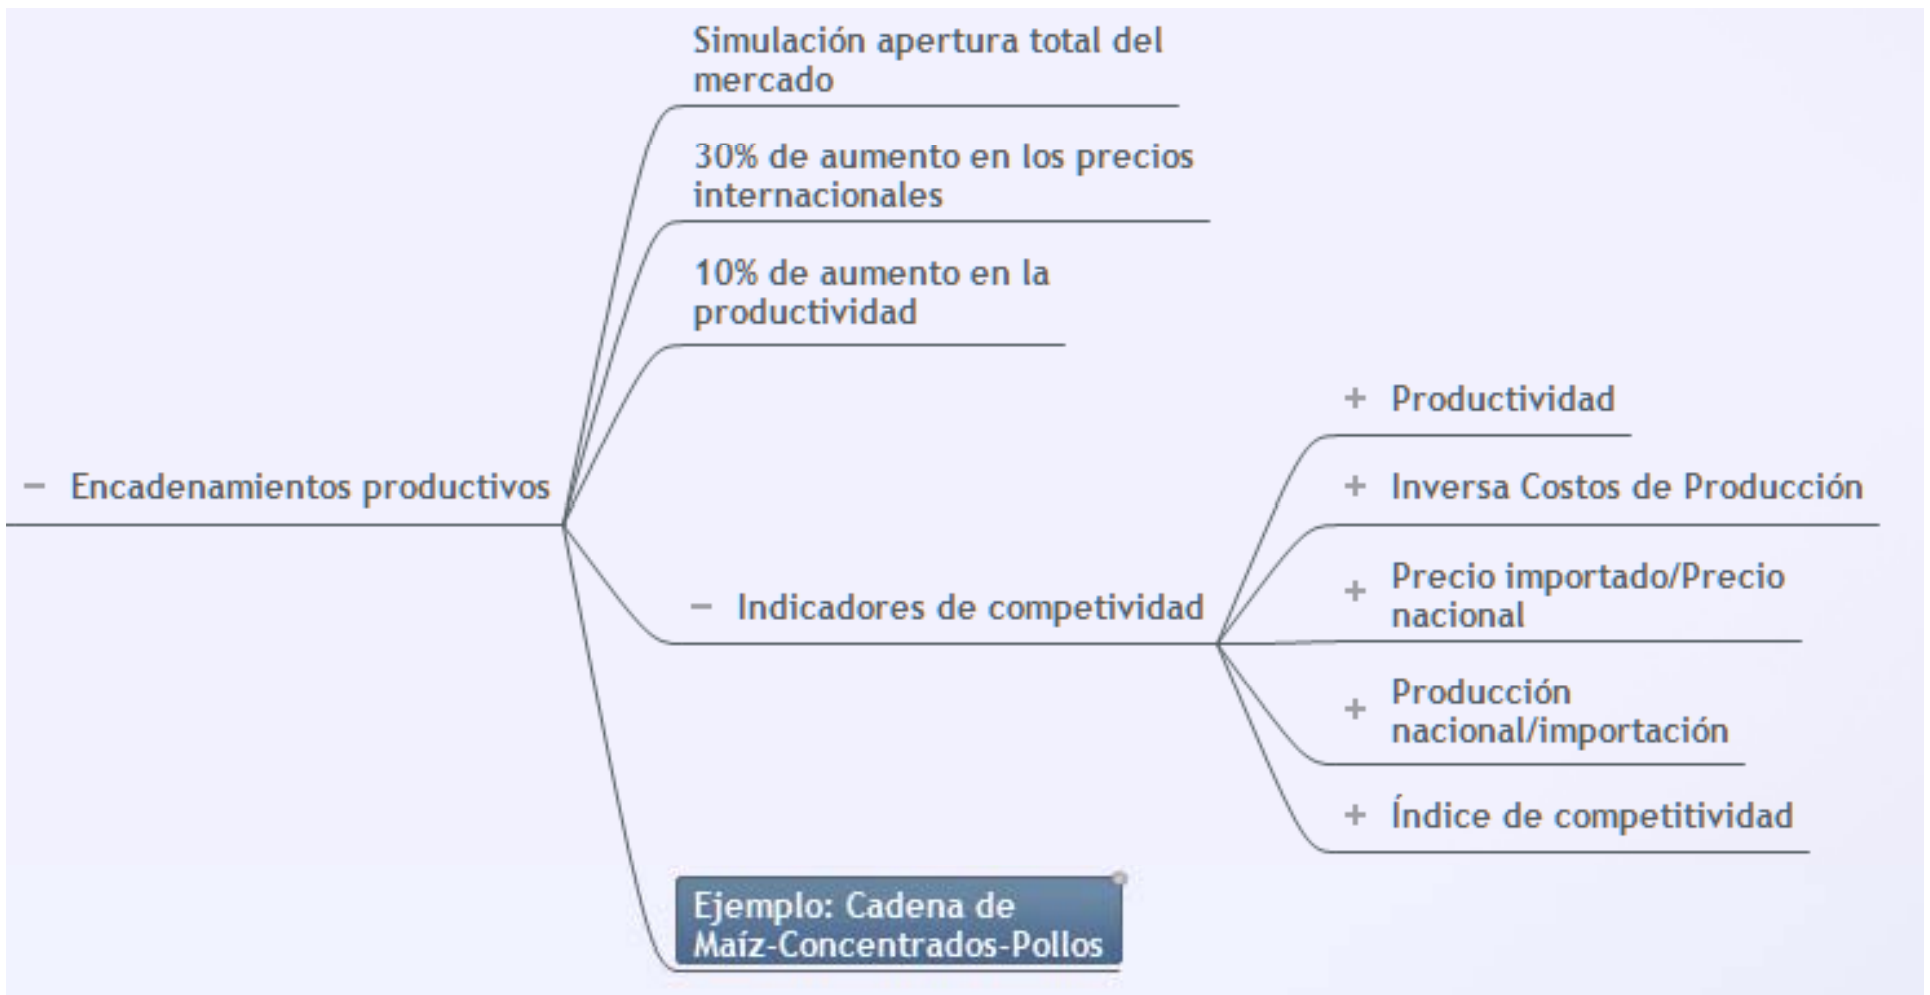 Simulación apertura total del
mercado
30% de aumento en los precios
internacionales
10% de aumento en la
productividad
− Encadenamientos productivos
− Indicadores de competividad
+ Productividad
+ Inversa Costos de Producción
+ Precio importado/Precio
nacional
+ Producción
nacional/importación
+ Índice de competitividad
Ejemplo: Cadena de
Maíz-Concentrados-Pollos